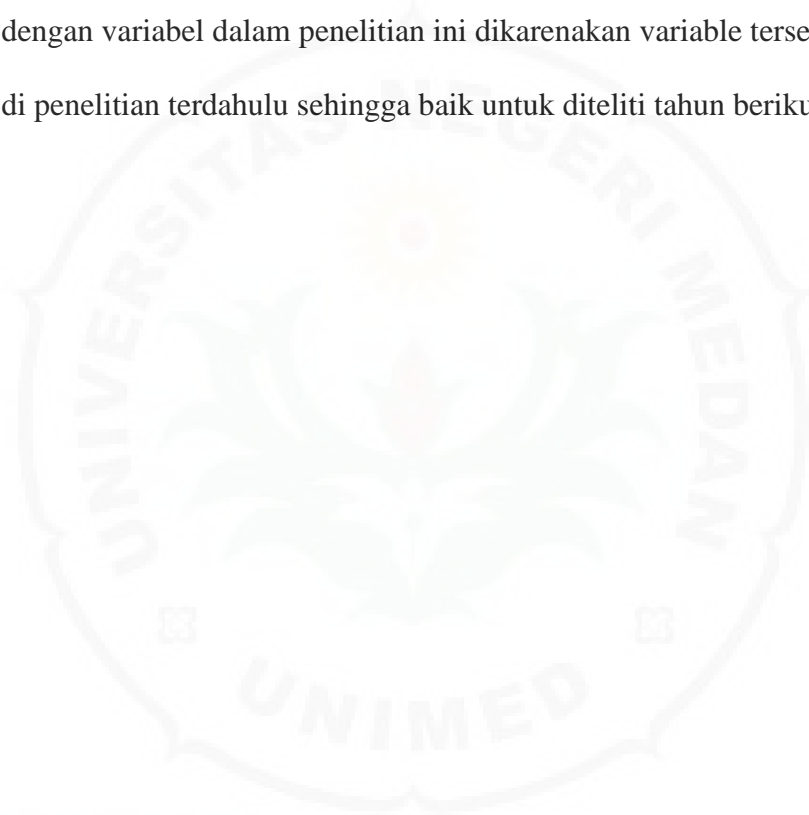 dengan variabel dalam penelitian ini dikarenakan variable terse
di penelitian terdahulu sehingga baik untuk diteliti tahun beriku
UNIVERSITAS NEGERI MEDAN
UNIMED